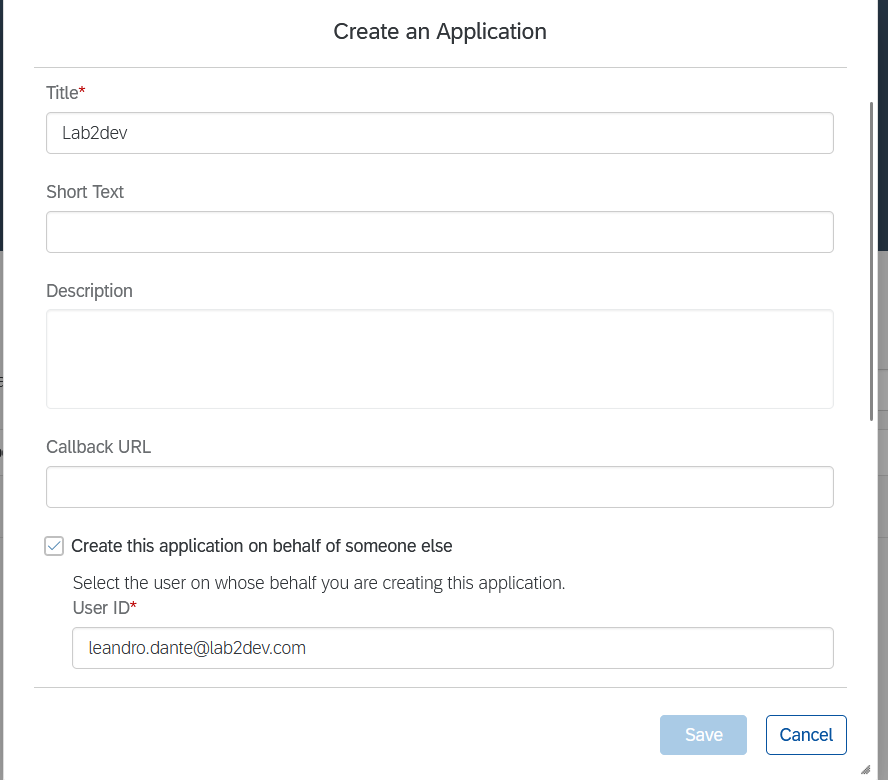 Create an Application
Title*
Lab2dev
Short Text
Description
Callback URL
Create this application on behalf of someone else
Select the user on whose behalf you are creating this application.
User ID*
leandro.dante@lab2dev.com
Save
Cancel